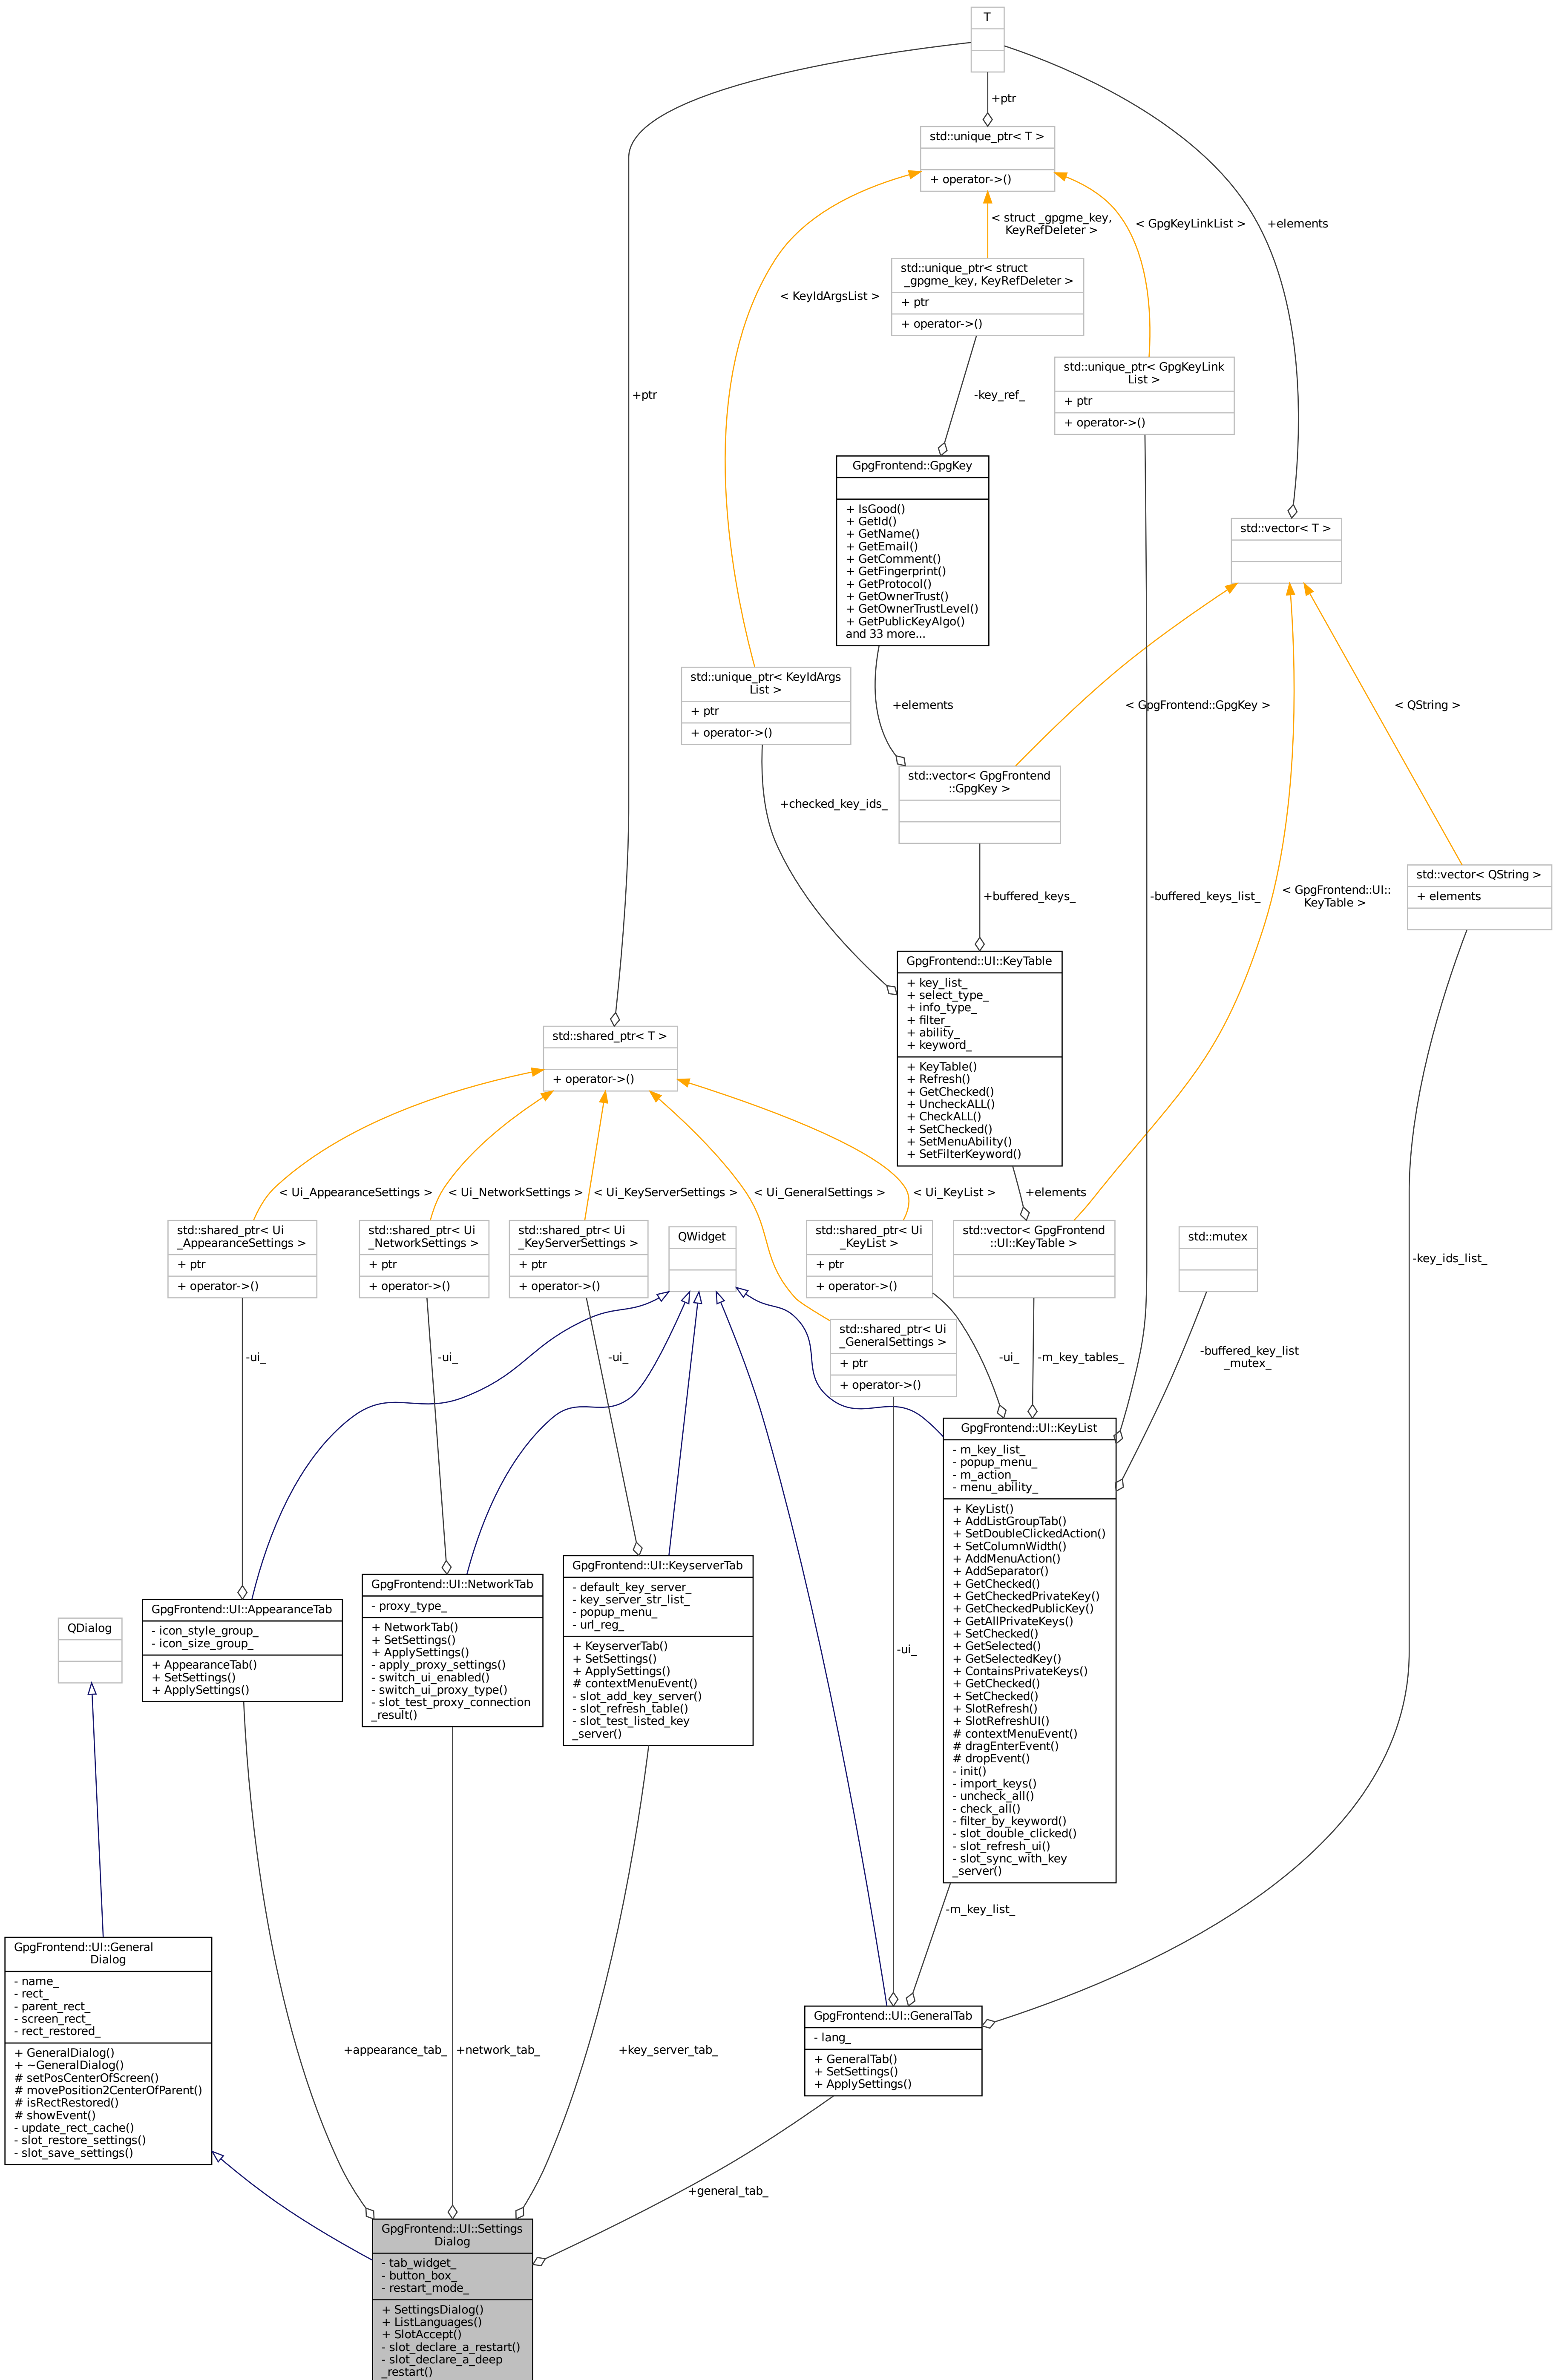 T
+ptr
std::unique_ptr< T >
+ operator->()
< struct _gpgme_key,
KeyRefDeleter >
< GpgKeyLinkList >
+elements
std::unique_ptr< struct
_gpgme_key, KeyRefDeleter >
+ ptr
+ operator->()
< KeyIdArgsList >
std::unique_ptr< GpgKeyLink
List >
+ ptr
+ operator->()
+ptr
-key_ref_
GpgFrontend::GpgKey
+ IsGood()
+ GetId()
+ GetName()
+ GetEmail()
+ GetComment()
+ GetFingerprint()
+ GetProtocol()
+ GetOwnerTrust()
+ GetOwnerTrustLevel()
+ GetPublicKeyAlgo()
and 33 more...
std::vector< T >
std::unique_ptr< KeyIdArgs
List >
+ ptr
+ operator->()
+elements
< GpgFrontend::GpgKey >
< QString >
std::vector< GpgFrontend
::GpgKey >
+checked_key_ids_
+buffered_keys_
-buffered_keys_list_
< GpgFrontend::UI::
KeyTable >
std::vector< QString >
+ elements
GpgFrontend::UI::KeyTable
+ key_list_
+ select_type_
+ info_type_
+ filter_
+ ability_
+ keyword_
+ KeyTable()
+ Refresh()
+ GetChecked()
+ UncheckALL()
+ CheckALL()
+ SetChecked()
+ SetMenuAbility()
+ SetFilterKeyword()
std::shared_ptr< T >
+ operator->()
< Ui_AppearanceSettings >
< Ui_NetworkSettings >
< Ui_KeyServerSettings >
< Ui_GeneralSettings >
< Ui_KeyList >
+elements
std::shared_ptr< Ui
_AppearanceSettings >
+ ptr
+ operator->()
std::shared_ptr< Ui
_NetworkSettings >
+ ptr
+ operator->()
std::shared_ptr< Ui
_KeyServerSettings >
+ ptr
+ operator->()
QWidget
std::shared_ptr< Ui
_KeyList >
+ ptr
+ operator->()
std::vector< GpgFrontend
::UI::KeyTable >
std::mutex
-key_ids_list_
std::shared_ptr< Ui
_GeneralSettings >
+ ptr
+ operator->()
-ui_
-ui_
-ui_
-ui_
-m_key_tables_
-buffered_key_list
_mutex_
GpgFrontend::UI::KeyList
- m_key_list_
- popup_menu_
- m_action_
- menu_ability_
+ KeyList()
+ AddListGroupTab()
+ SetDoubleClickedAction()
+ SetColumnWidth()
+ AddMenuAction()
+ AddSeparator()
+ GetChecked()
+ GetCheckedPrivateKey()
+ GetCheckedPublicKey()
+ GetAllPrivateKeys()
+ SetChecked()
+ GetSelected()
+ GetSelectedKey()
+ ContainsPrivateKeys()
+ GetChecked()
+ SetChecked()
+ SlotRefresh()
+ SlotRefreshUI()
# contextMenuEvent()
# dragEnterEvent()
# dropEvent()
- init()
- import_keys()
- uncheck_all()
- check_all()
- filter_by_keyword()
- slot_double_clicked()
- slot_refresh_ui()
- slot_sync_with_key
_server()
GpgFrontend::UI::KeyserverTab
- default_key_server_
- key_server_str_list_
- popup_menu_
- url_reg_
+ KeyserverTab()
+ SetSettings()
+ ApplySettings()
# contextMenuEvent()
- slot_add_key_server()
- slot_refresh_table()
- slot_test_listed_key
_server()
GpgFrontend::UI::NetworkTab
- proxy_type_
+ NetworkTab()
+ SetSettings()
+ ApplySettings()
- apply_proxy_settings()
- switch_ui_enabled()
- switch_ui_proxy_type()
- slot_test_proxy_connection
_result()
GpgFrontend::UI::AppearanceTab
- icon_style_group_
- icon_size_group_
+ AppearanceTab()
+ SetSettings()
+ ApplySettings()
QDialog
-ui_
-m_key_list_
GpgFrontend::UI::General
Dialog
- name_
- rect_
- parent_rect_
- screen_rect_
- rect_restored_
+ GeneralDialog()
+ ~GeneralDialog()
# setPosCenterOfScreen()
# movePosition2CenterOfParent()
# isRectRestored()
# showEvent()
- update_rect_cache()
- slot_restore_settings()
- slot_save_settings()
+appearance_tab_
+network_tab_
+key_server_tab_
GpgFrontend::UI::GeneralTab
- lang_
+ GeneralTab()
+ SetSettings()
+ ApplySettings()
+general_tab_
GpgFrontend::UI::Settings
Dialog
- tab_widget_
- button_box_
- restart_mode_
+ SettingsDialog()
+ ListLanguages()
+ SlotAccept()
- slot_declare_a_restart()
- slot_declare_a_deep
_restart()